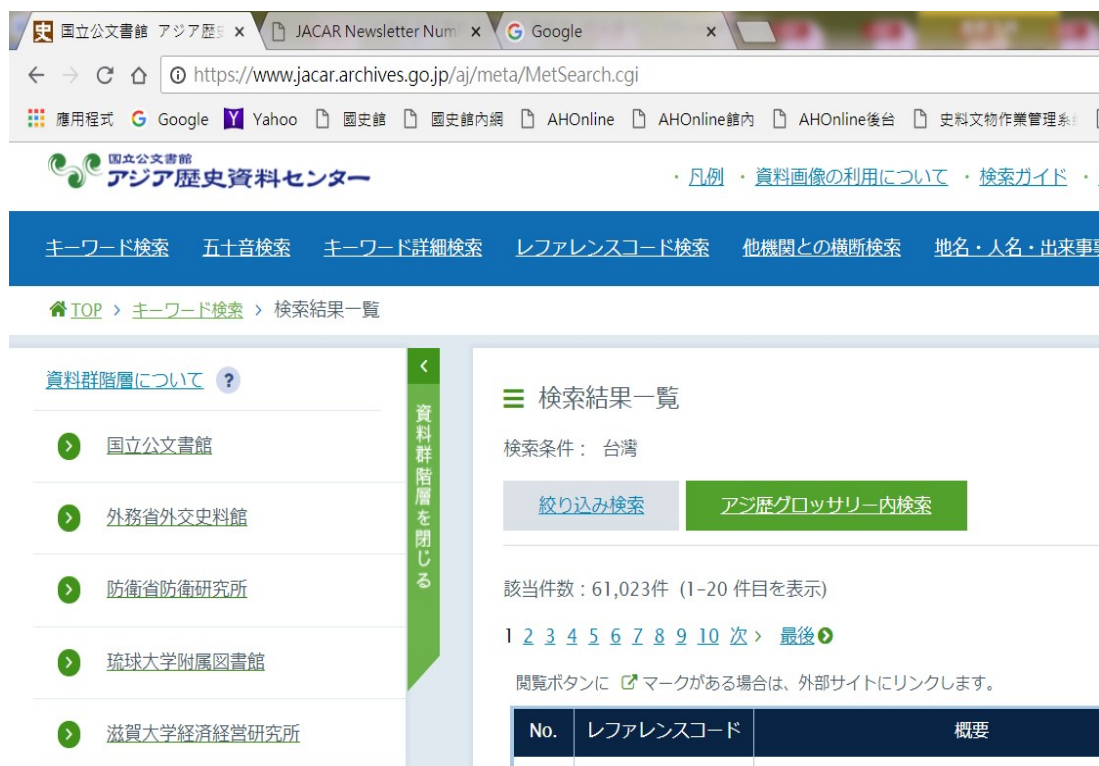 国立公文書館 アジア歴
JACAR Newsletter Num
Google
https://www.jacar.archives.go.jp/aj/meta/MetSearch.cgi
應用程式 Google Yahoo 國史館 國史館內網 AHOnline AHOnline館內 AHOnline後台 史料文物作業管理系
国立公文書館
アジア歴史資料センター
・凡例 ・資料画像の利用について ・検索ガイド ・
キーワード検索 五十音検索 キーワード詳細検索 レファレンスコード検索 他機関との横断検索 地名・人名・出来事
TOP > キーワード検索 > 検索結果一覧
資料群階層について ?
国立公文書館
外務省外交史料館
防衛省防衛研究所
琉球大学附属図書館
滋賀大学経済経営研究所
資料群階層を閉じる
検索結果一覧
検索条件: 台灣
絞り込み検索 アジ歴グロッサリー内検索
該当件数:61,023件 (1-20 件目を表示)
1 2 3 4 5 6 7 8 9 10 次> 最後
閲覧ボタンに マークがある場合は、外部サイトにリンクします。
No. レファレンスコード 概要